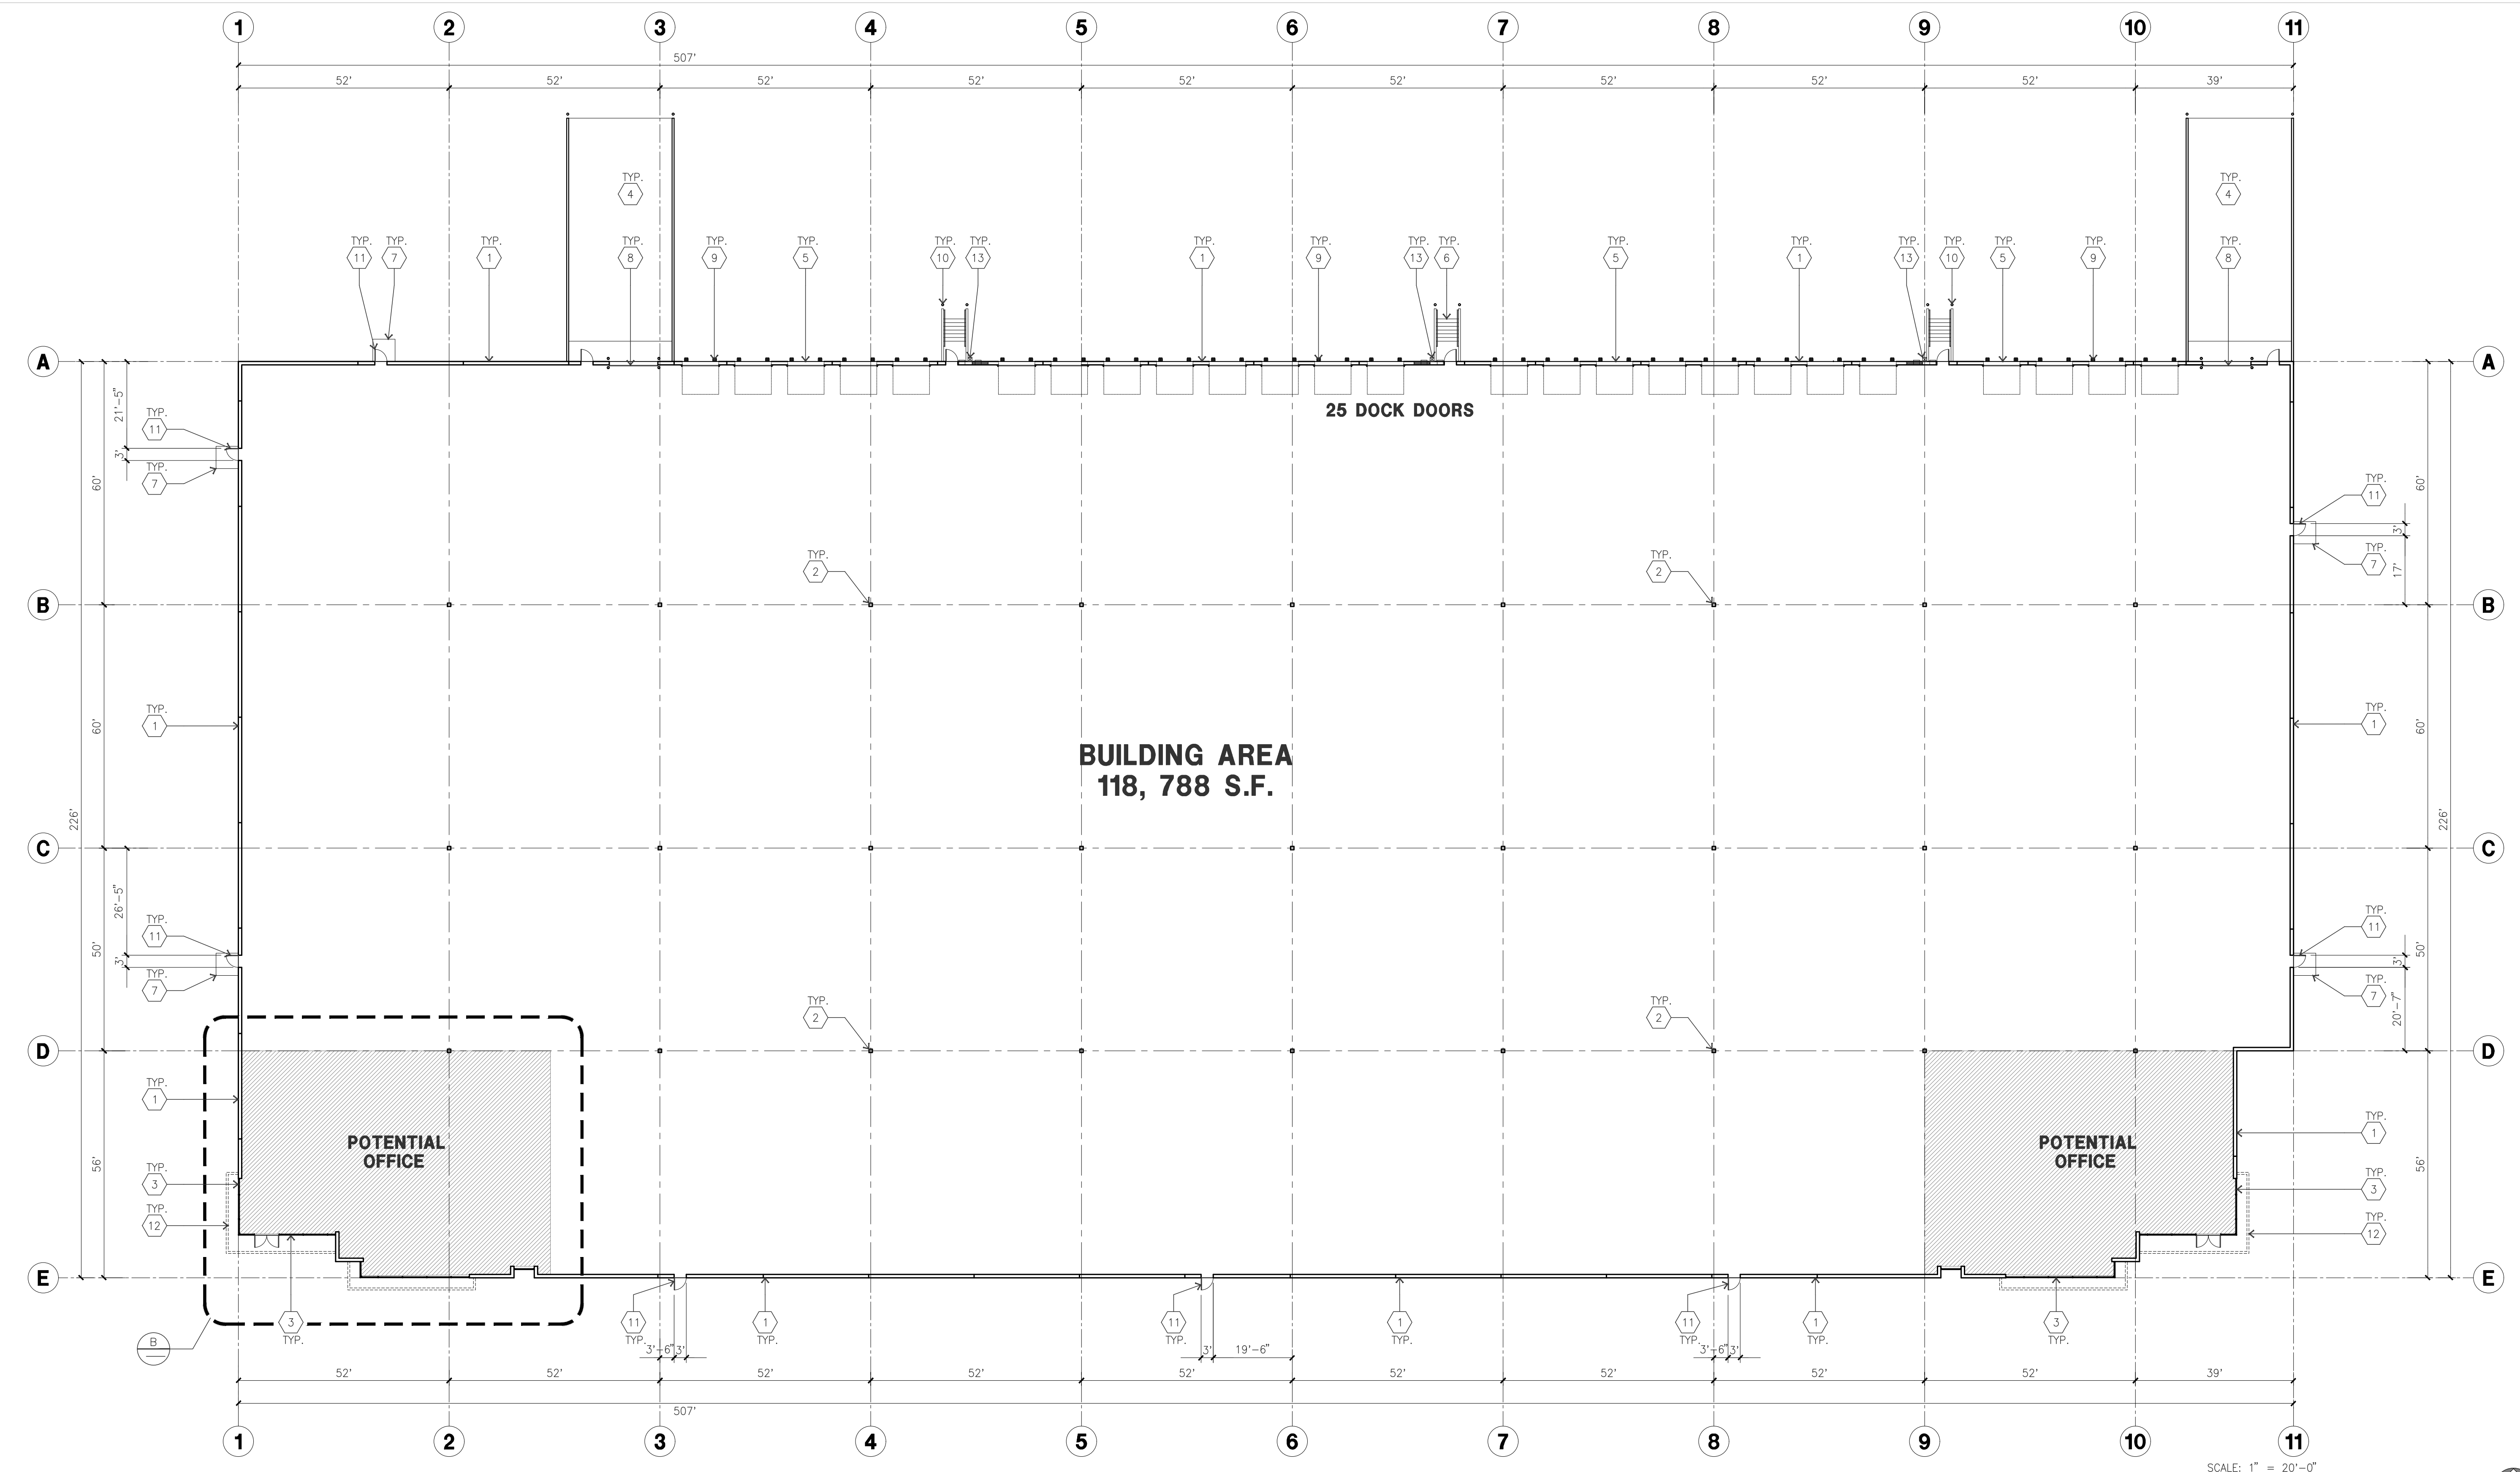 1 2 3 4 5 6 7 8 9 10 11
507'
52' 52' 52' 52' 52' 52' 52' 52' 52' 39'
TYP. TYP.
4 4
TYP. TYP. TYP. TYP. TYP. TYP. TYP. TYP. TYP. TYP. TYP. TYP. TYP. TYP. TYP. TYP. TYP. TYP. TYP.
11 7 1 8 9 5 10 13 1 9 13 6 5 1 13 10 5 9 8
A A
21'-5"
25 DOCK DOORS
TYP.
11
3'
60' 60'
TYP.
7
TYP.
11
3'
TYP. TYP.
2 2
TYP.
7
17'
B B
TYP. TYP.
1 1
60' 60'
BUILDING AREA
118, 788 S.F.
226' 226'
C C
26'-5"
TYP. TYP.
11 11
50' 50'
3' 3'
TYP. TYP.
7 7
20'-7"
TYP. TYP.
2 2
D D
TYP.
1
TYP.
1
POTENTIAL
OFFICE
POTENTIAL
OFFICE
56' 56'
TYP. TYP.
3 3
TYP. TYP.
12 12
E E
3 11 1 11 1 11 1 3
TYP. TYP. TYP. TYP. TYP. TYP. TYP. TYP.
B
3'-6" 3' 3' 19'-6" 3'-6" 3'
52' 52' 52' 52' 52' 52' 52' 52' 52' 39'
507'
1 2 3 4 5 6 7 8 9 10 11
SCALE: 1" = 20'-0"